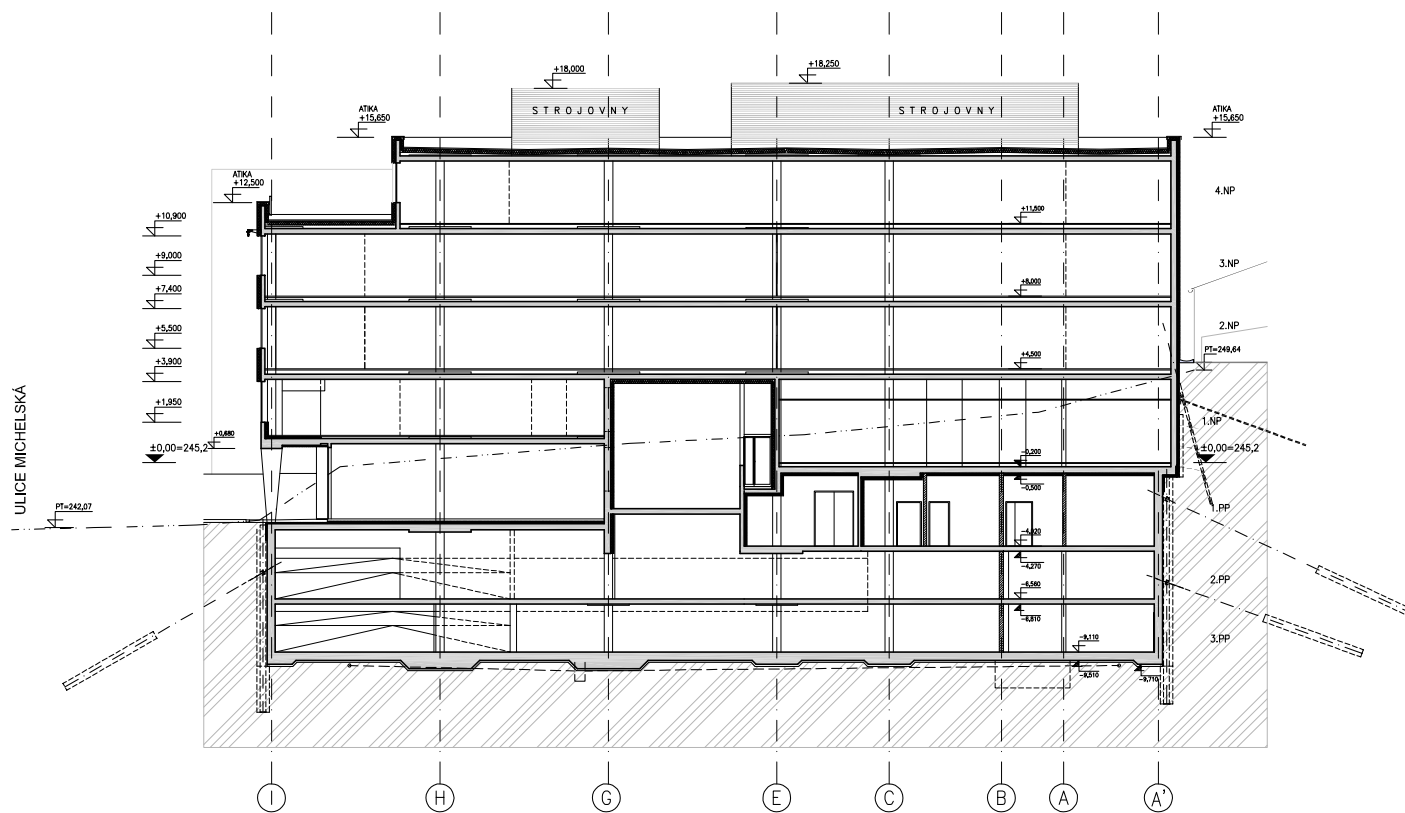 +18,000
+18,250
STROJOVNY
STROJOVNY
ATIKA
+15,650
ATIKA
+15,650
ATIKA
+12,500
4.NP
+10,900
+11,500
+9,000
3.NP
+7,400
+8,000
+5,500
2.NP
PT=249,64
+3,900
+4,500
+1,950
1.NP
+0,680
±0,00=245,2
±0,00=245,2
-0,200
-0,500
ULICE MICHELSKÁ
PT=242,07
1.PP
-4,020
-4,270
2.PP
-6,560
-6,810
3.PP
-9,110
-9,510
-9,710
I
H
G
E
C
B
A
A'